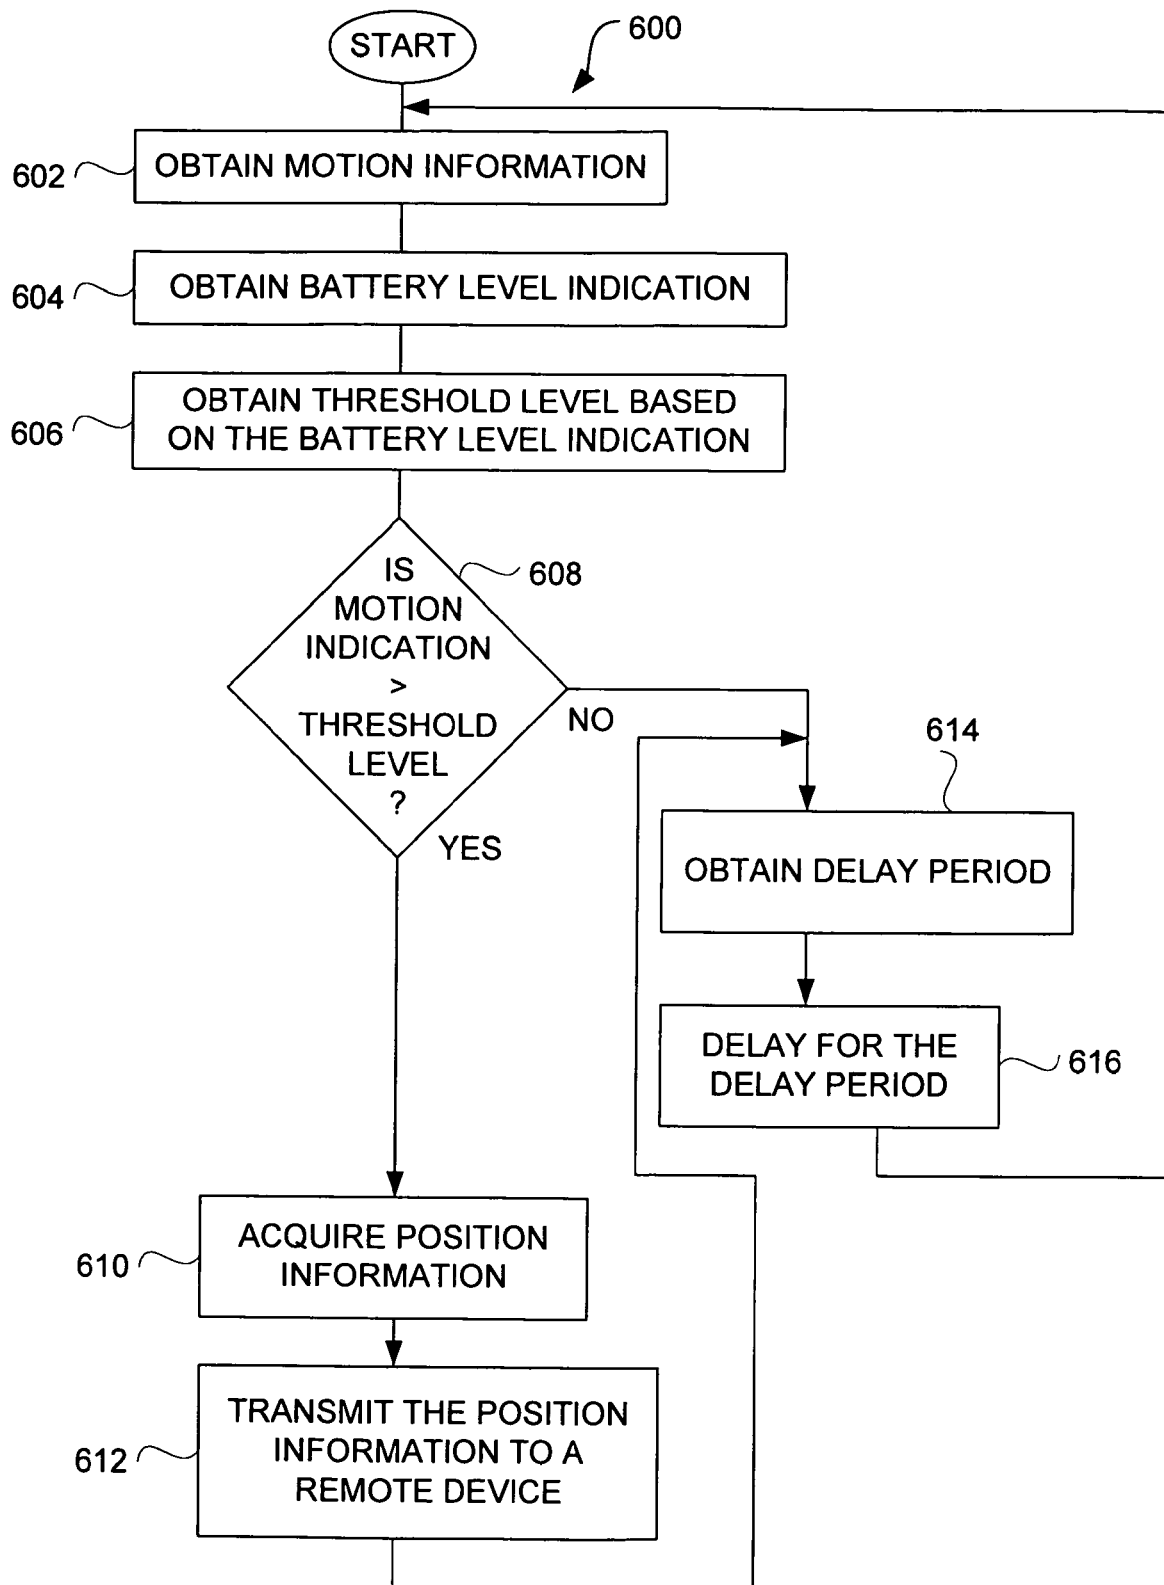 START
600
602
OBTAIN MOTION INFORMATION
604
OBTAIN BATTERY LEVEL INDICATION
606
OBTAIN THRESHOLD LEVEL BASED
ON THE BATTERY LEVEL INDICATION
608
IS
MOTION
INDICATION
>
THRESHOLD
LEVEL
?
NO
YES
614
OBTAIN DELAY PERIOD
616
DELAY FOR THE
DELAY PERIOD
610
ACQUIRE POSITION
INFORMATION
612
TRANSMIT THE POSITION
INFORMATION TO A
REMOTE DEVICE